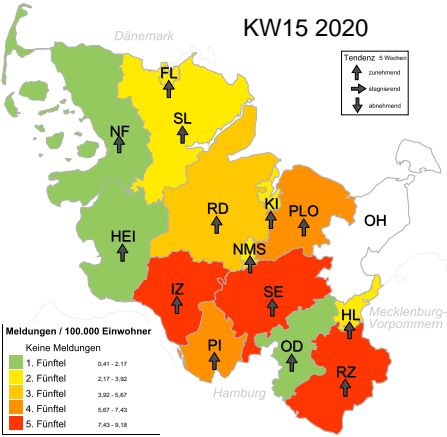 KW15 2020
Dänemark
Tendenz 5 Wochen
zunehmend
stagnierend
abnehmend
FL
SL
NF
RD
KI
PLO
OH
HEI
NMS
IZ
SE
HL
Mecklenburg-
Vorpommern
PI
OD
RZ
Hamburg
Meldungen / 100.000 Einwohner
Keine Meldungen
1. Fünftel 0,41 - 2,17
2. Fünftel 2,17 - 3,92
3. Fünftel 3,92 - 5,67
4. Fünftel 5,67 - 7,43
5. Fünftel 7,43 - 9,18